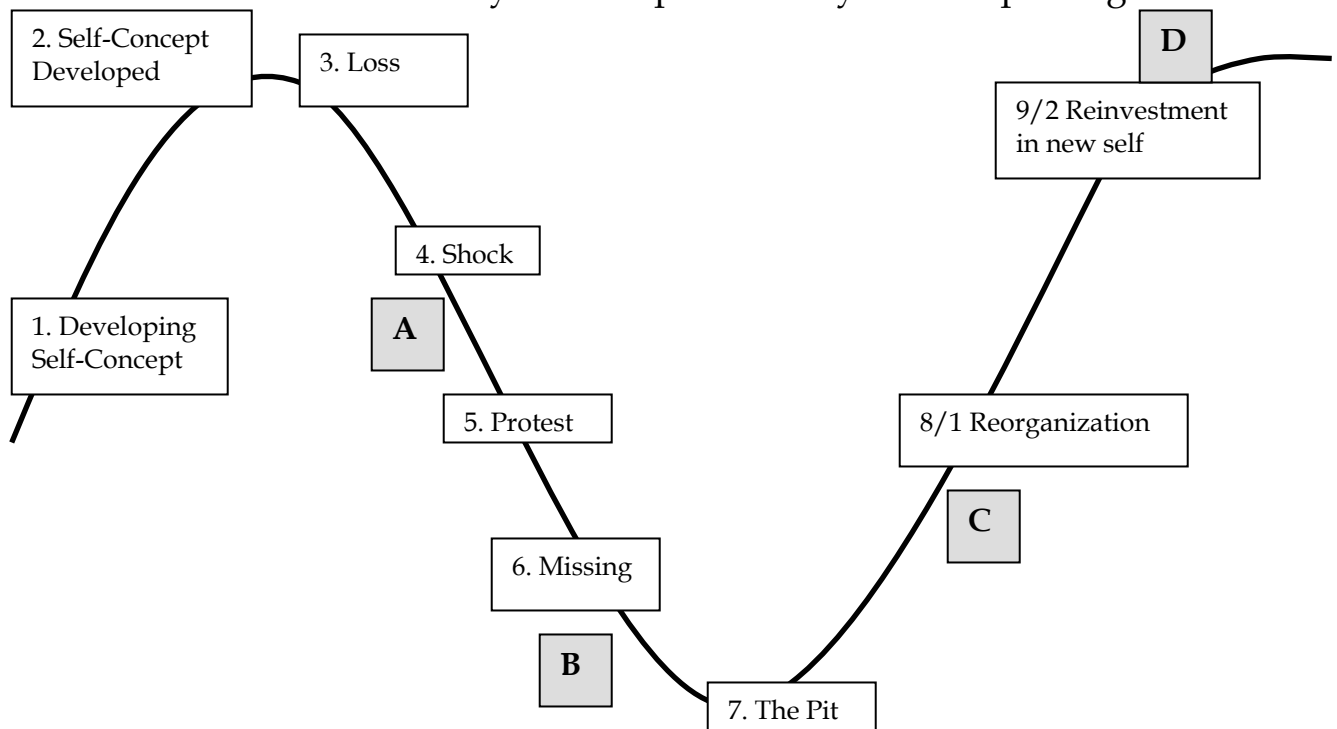 2. Self-Concept
Developed
3. Loss
D
9/2 Reinvestment
in new self
4. Shock
1. Developing
Self-Concept
A
5. Protest
8/1 Reorganization
C
6. Missing
B
7. The Pit